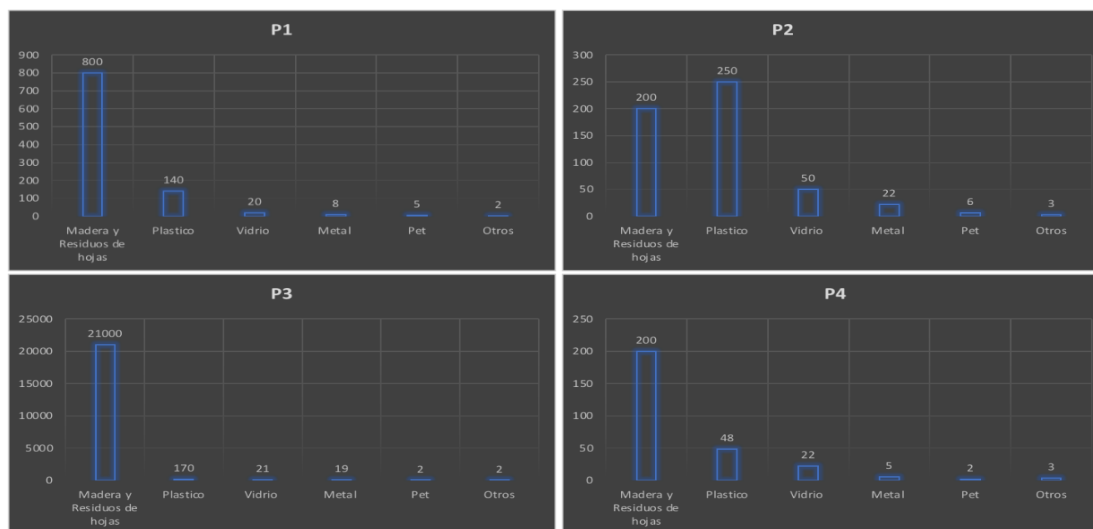 P1
900
800
700
600
500
400
300
200
100
0
800
140
20
8
5
2
Madera y
Residuos de
hojas
Plastico
Vidrio
Metal
Pet
Otros
P2
300
250
200
150
100
50
0
200
250
50
22
6
3
Madera y
Residuos de
hojas
Plastico
Vidrio
Metal
Pet
Otros
P3
25000
20000
15000
10000
5000
0
21000
170
21
19
2
2
Madera y
Residuos de
hojas
Plastico
Vidrio
Metal
Pet
Otros
P4
250
200
150
100
50
0
200
48
22
5
2
3
Madera y
Residuos de
hojas
Plastico
Vidrio
Metal
Pet
Otros